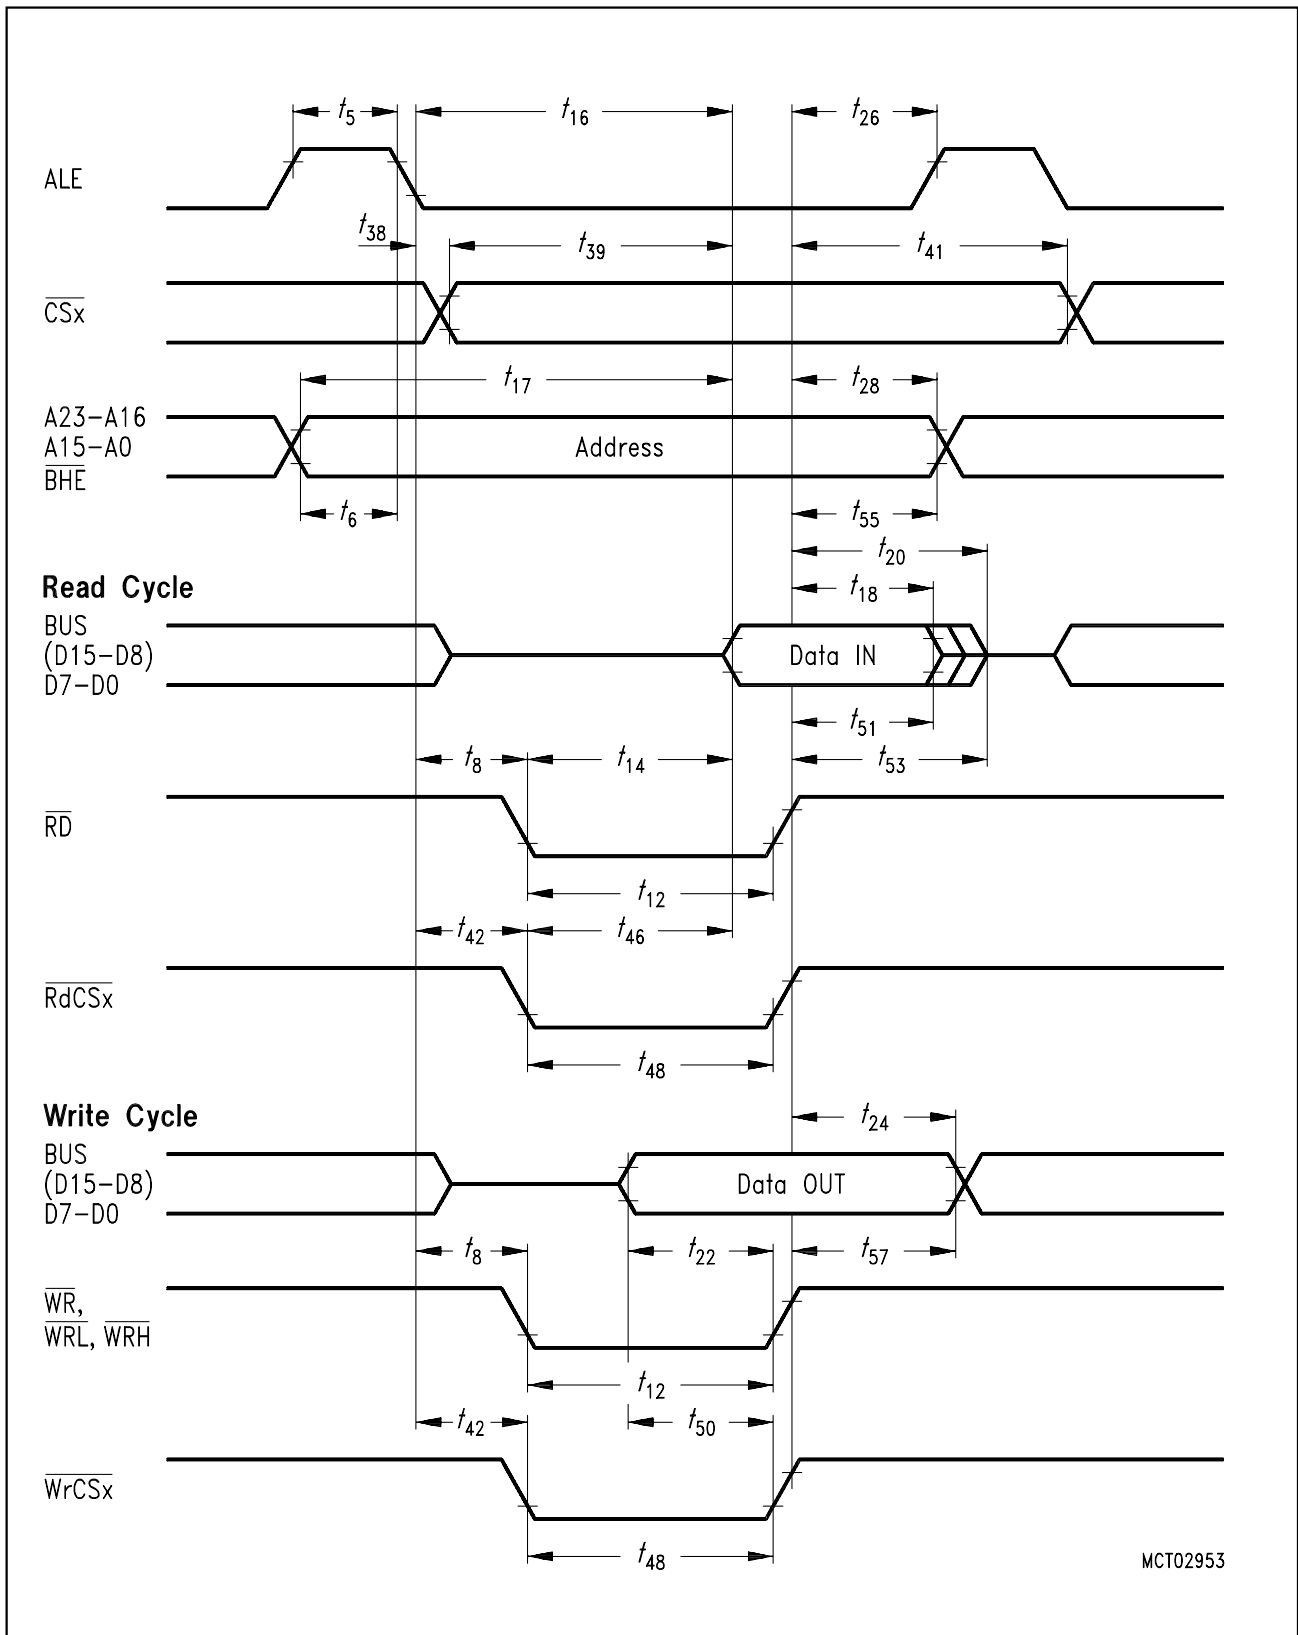 t5 t16 t26
ALE
t38 t39 t41
CSx
t17 t28
A23-A16
A15-A0
BHE
Address
t6 t55
t20
Read Cycle
t18
BUS
(D15-D8)
D7-D0
Data IN
t51
t8 t14 t53
RD
t12
t42 t46
RdCSx
t48
Write Cycle
t24
BUS
(D15-D8)
D7-D0
Data OUT
t8 t22 t57
WR,
WRL, WRH
t12
t42 t50
WrCSx
t48
MCT02953